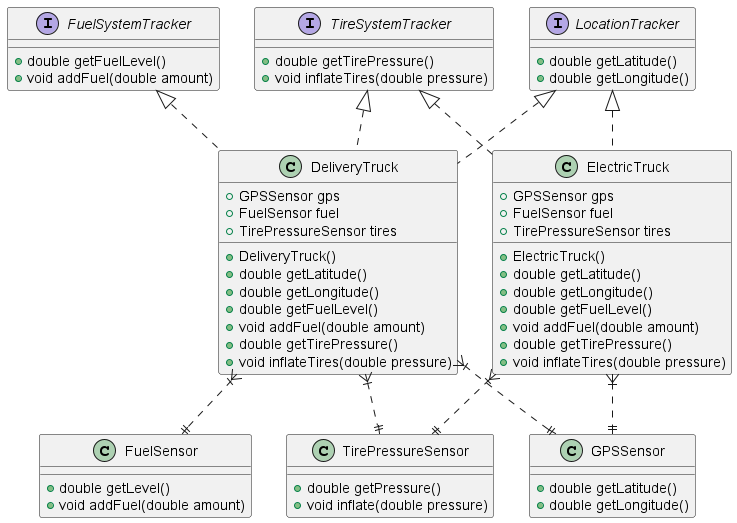 I FuelSystemTracker
double getFuelLevel()
void addFuel(double amount)
I TireSystemTracker
double getTirePressure()
void inflateTires(double pressure)
I LocationTracker
double getLatitude()
double getLongitude()
C DeliveryTruck
GPSSensor gps
FuelSensor fuel
TirePressureSensor tires
DeliveryTruck()
double getLatitude()
double getLongitude()
double getFuelLevel()
void addFuel(double amount)
double getTirePressure()
void inflateTires(double pressure)
C ElectricTruck
GPSSensor gps
FuelSensor fuel
TirePressureSensor tires
ElectricTruck()
double getLatitude()
double getLongitude()
double getFuelLevel()
void addFuel(double amount)
double getTirePressure()
void inflateTires(double pressure)
C FuelSensor
double getLevel()
void addFuel(double amount)
C TirePressureSensor
double getPressure()
void inflate(double pressure)
C GPSSensor
double getLatitude()
double getLongitude()